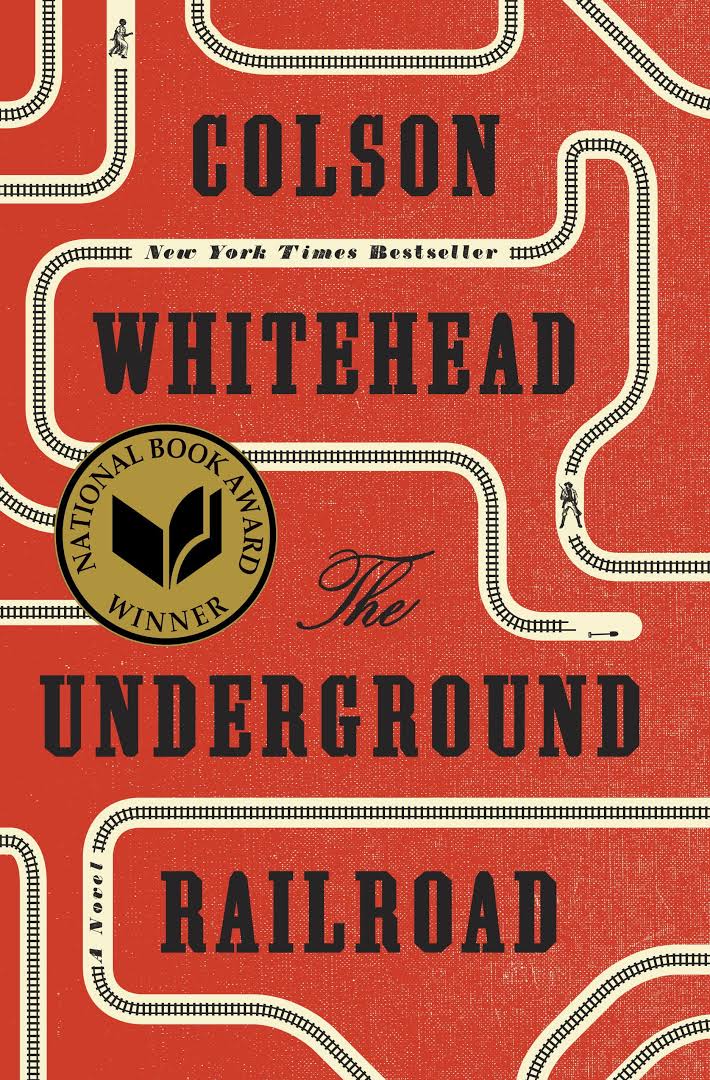 COLSON
New York Times Bestseller
WHITEHEAD
NATIONAL BOOK AWARD
WINNER
The
UNDERGROUND
RAILROAD
A Novel